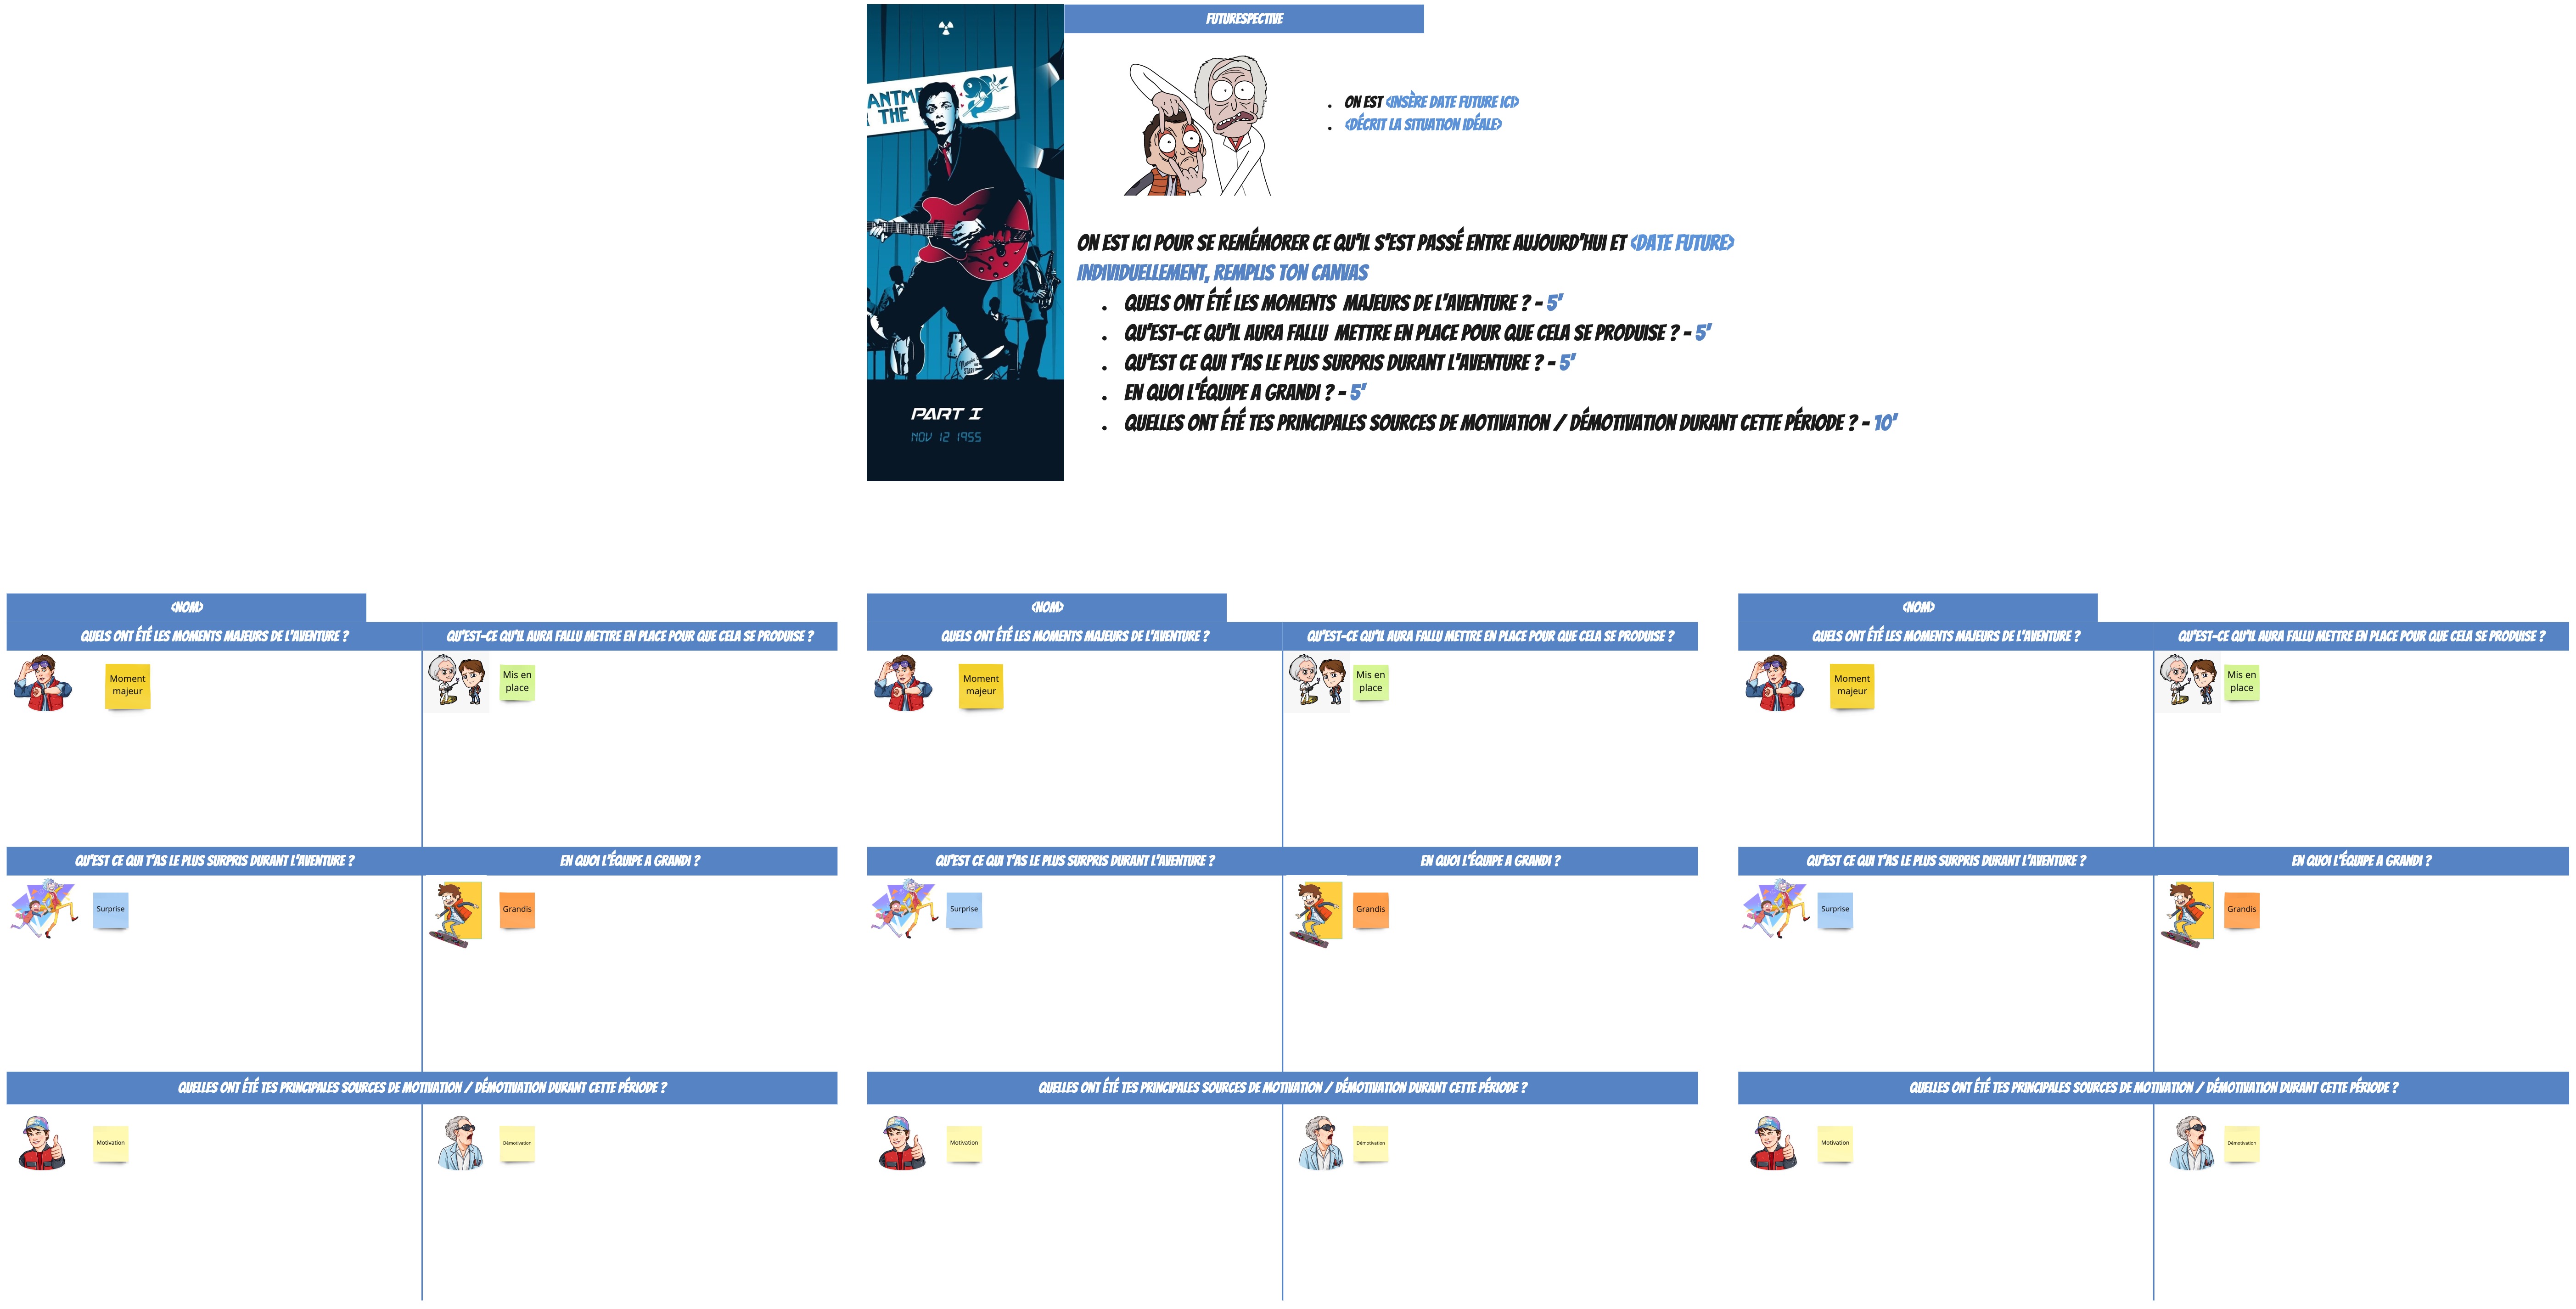 FUTURESPECTIVE
ANTM
THE
. ON EST <INSÈRE DATE FUTURE ICI>
. <DÉCRIT LA SITUATION IDÉALE>
ON EST ICI POUR SE REMÉMORER CE QU'IL S'EST PASSÉ ENTRE AUJOURD'HUI ET <DATE FUTURE>
INDIVIDUELLEMENT, REMPLIS TON CANVAS
. QUELS ONT ÉTÉ LES MOMENTS MAJEURS DE L'AVENTURE ? - 5'
. QU'EST-CE QU'IL AURA FALLU METTRE EN PLACE POUR QUE CELA SE PRODUISE ? - 5'
. QU'EST CE QUI T'AS LE PLUS SURPRIS DURANT L'AVENTURE ? - 5'
. EN QUOI L'ÉQUIPE A GRANDI ? - 5'
. QUELLES ONT ÉTÉ TES PRINCIPALES SOURCES DE MOTIVATION / DÉMOTIVATION DURANT CETTE PÉRIODE ? - 10'
PART I
NOV 12 1955
<NOM>
QUELS ONT ÉTÉ LES MOMENTS MAJEURS DE L'AVENTURE ?
QU'EST-CE QU'IL AURA FALLU METTRE EN PLACE POUR QUE CELA SE PRODUISE ?
Moment
majeur
Mis en
place
QU'EST CE QUI T'AS LE PLUS SURPRIS DURANT L'AVENTURE ?
EN QUOI L'ÉQUIPE A GRANDI ?
Surprise
Grandis
QUELLES ONT ÉTÉ TES PRINCIPALES SOURCES DE MOTIVATION / DÉMOTIVATION DURANT CETTE PÉRIODE ?
Motivation
Démotivation
<NOM>
QUELS ONT ÉTÉ LES MOMENTS MAJEURS DE L'AVENTURE ?
QU'EST-CE QU'IL AURA FALLU METTRE EN PLACE POUR QUE CELA SE PRODUISE ?
Moment
majeur
Mis en
place
QU'EST CE QUI T'AS LE PLUS SURPRIS DURANT L'AVENTURE ?
EN QUOI L'ÉQUIPE A GRANDI ?
Surprise
Grandis
QUELLES ONT ÉTÉ TES PRINCIPALES SOURCES DE MOTIVATION / DÉMOTIVATION DURANT CETTE PÉRIODE ?
Motivation
Démotivation
<NOM>
QUELS ONT ÉTÉ LES MOMENTS MAJEURS DE L'AVENTURE ?
QU'EST-CE QU'IL AURA FALLU METTRE EN PLACE POUR QUE CELA SE PRODUISE ?
Moment
majeur
Mis en
place
QU'EST CE QUI T'AS LE PLUS SURPRIS DURANT L'AVENTURE ?
EN QUOI L'ÉQUIPE A GRANDI ?
Surprise
Grandis
QUELLES ONT ÉTÉ TES PRINCIPALES SOURCES DE MOTIVATION / DÉMOTIVATION DURANT CETTE PÉRIODE ?
Motivation
Démotivation